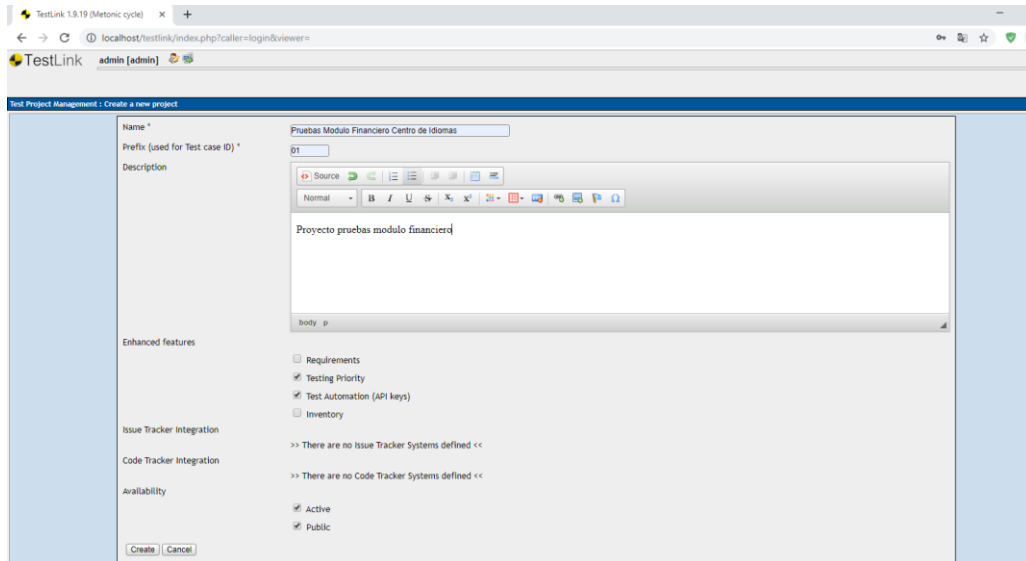 TestLink 1.9.19 (Metonic cycle)
localhost/testlink/index.php?caller=login&viewer=
TestLink admin [admin]
Test Project Management : Create a new project
Name *
Pruebas Modulo Financiero Centro de Idiomas
Prefix (used for Test case ID) *
01
Description
Source
Normal B I U S X₂ x² Ω
Proyecto pruebas modulo financiero
body p
Enhanced features
Requirements
Testing Priority
Test Automation (API keys)
Inventory
Issue Tracker Integration
>> There are no Issue Tracker Systems defined <<
Code Tracker Integration
>> There are no Code Tracker Systems defined <<
Availability
Active
Public
Create Cancel